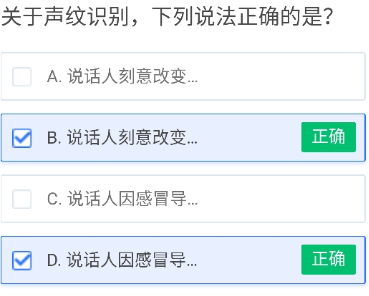 关于声纹识别，下列说法正确的是？
A. 说话人刻意改变...
B. 说话人刻意改变... 正确
C. 说话人因感冒导...
D. 说话人因感冒导... 正确